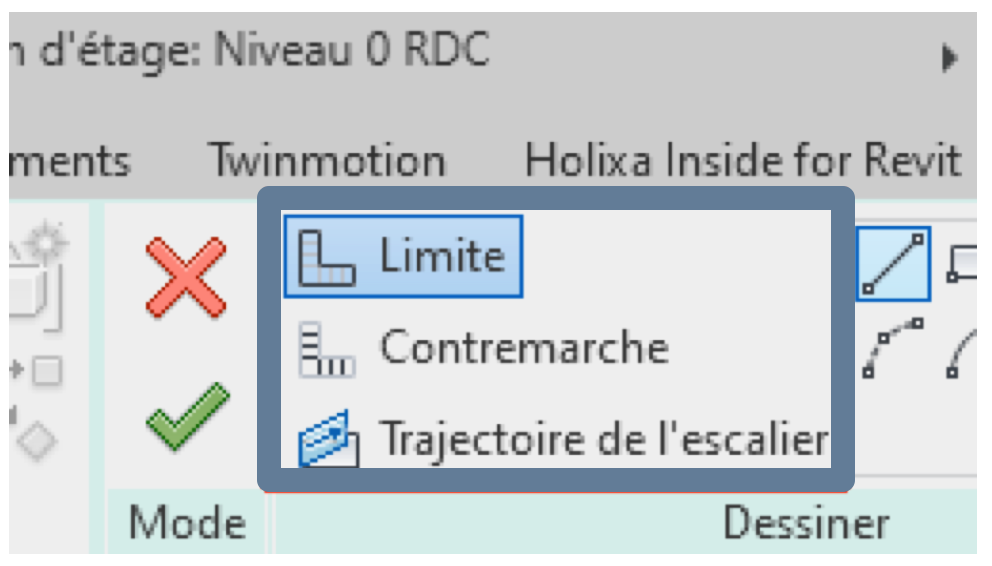 n d'étage: Niveau 0 RDC
ments Twinmotion Holixa Inside for Revit
Limite
Contremarche
Trajectoire de l'escalier
Mode Dessiner